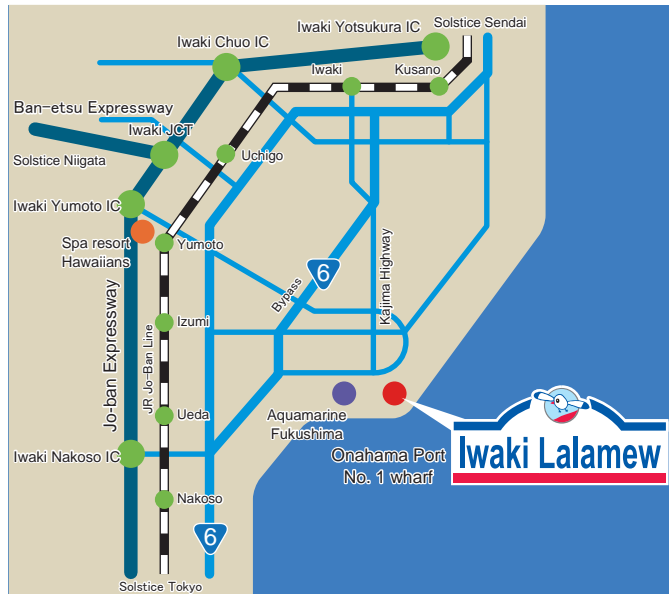 Solstice Sendai
Iwaki Yotsukura IC
Iwaki Chuo IC
Iwaki
Kusano
Ban-etsu Expressway
Iwaki JCT
Uchigo
Solstice Niigata
Iwaki Yumoto IC
Spa resort
Hawaiians
Yumoto
6
Bypass
Kajima Highway
Jo-ban Expressway
JR Jo-Ban Line
Izumi
Ueda
Aquamarine
Fukushima
Iwaki Lalamew
Onahama Port
No. 1 wharf
Iwaki Nakoso IC
Nakoso
6
Solstice Tokyo